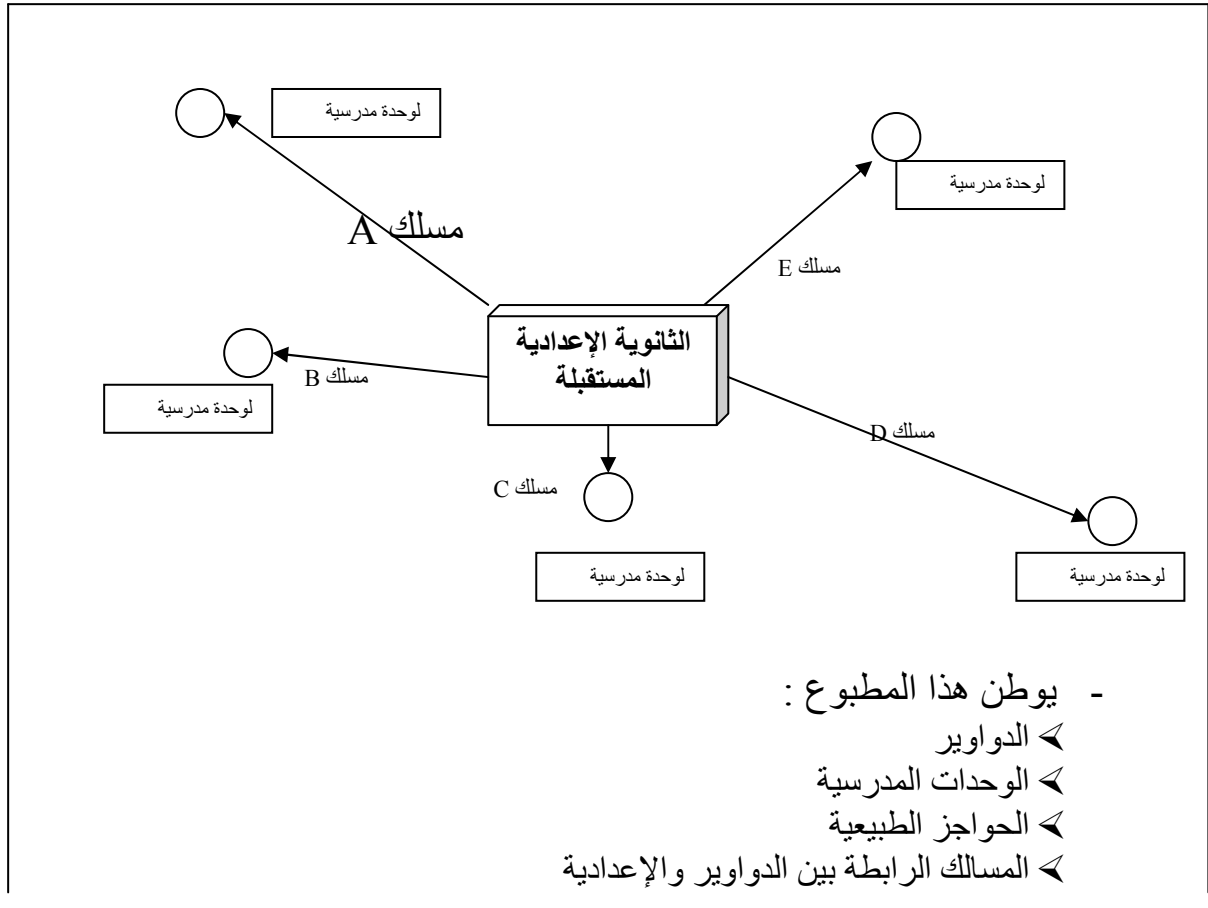 لوحدة مدرسية
لوحدة مدرسية
مسلك A
مسلك E
الثانوية الإعدادية
المستقبلة
مسلك B
لوحدة مدرسية
مسلك D
مسلك C
لوحدة مدرسية
لوحدة مدرسية
- يوطن هذا المطبوع :
➢ الدواوير
➢ الوحدات المدرسية
➢ الحواجز الطبيعية
➢ المسالك الرابطة بين الدواوير والإعدادية